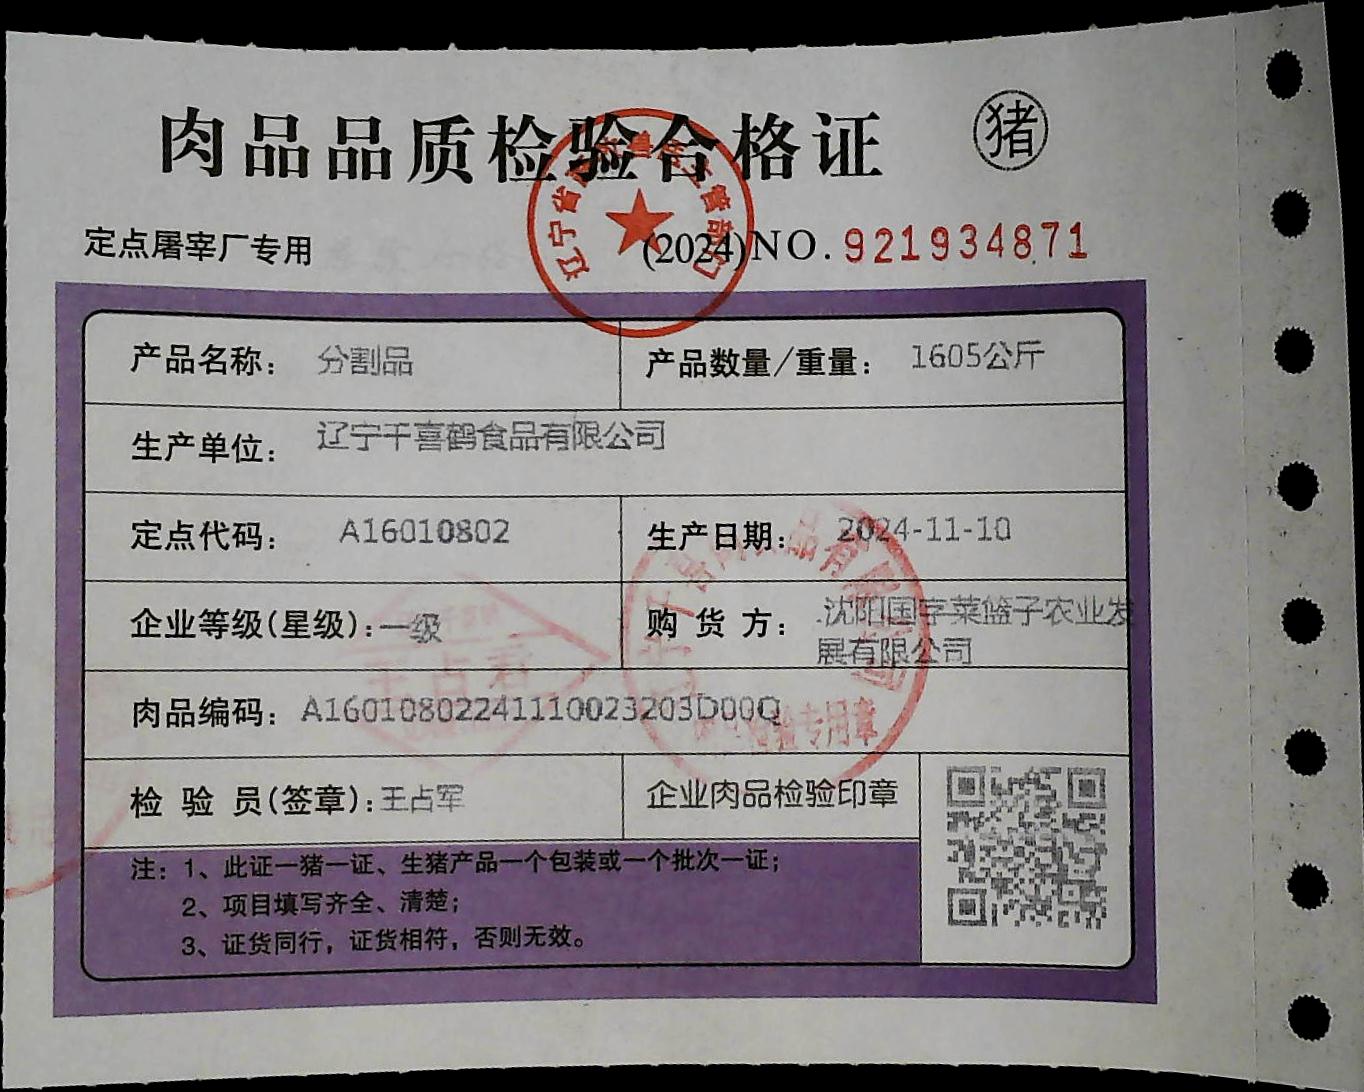 肉品品质检验合格证 猪
定点屠宰厂专用 (2024)NO.921934871
产品名称: 分割品 产品数量/重量: 1605公斤
生产单位: 辽宁千喜鹤食品有限公司
定点代码: A16010802 生产日期: 2024-11-10
企业等级(星级):一级 购货方: 沈阳国字菜篮子农业发
展有限公司
肉品编码: A16010802241110023203D00Q
检验员(签章):王占军 企业肉品检验印章
注: 1、此证一猪一证、生猪产品一个包装或一个批次一证;
2、项目填写齐全、清楚;
3、证货同行, 证货相符, 否则无效。